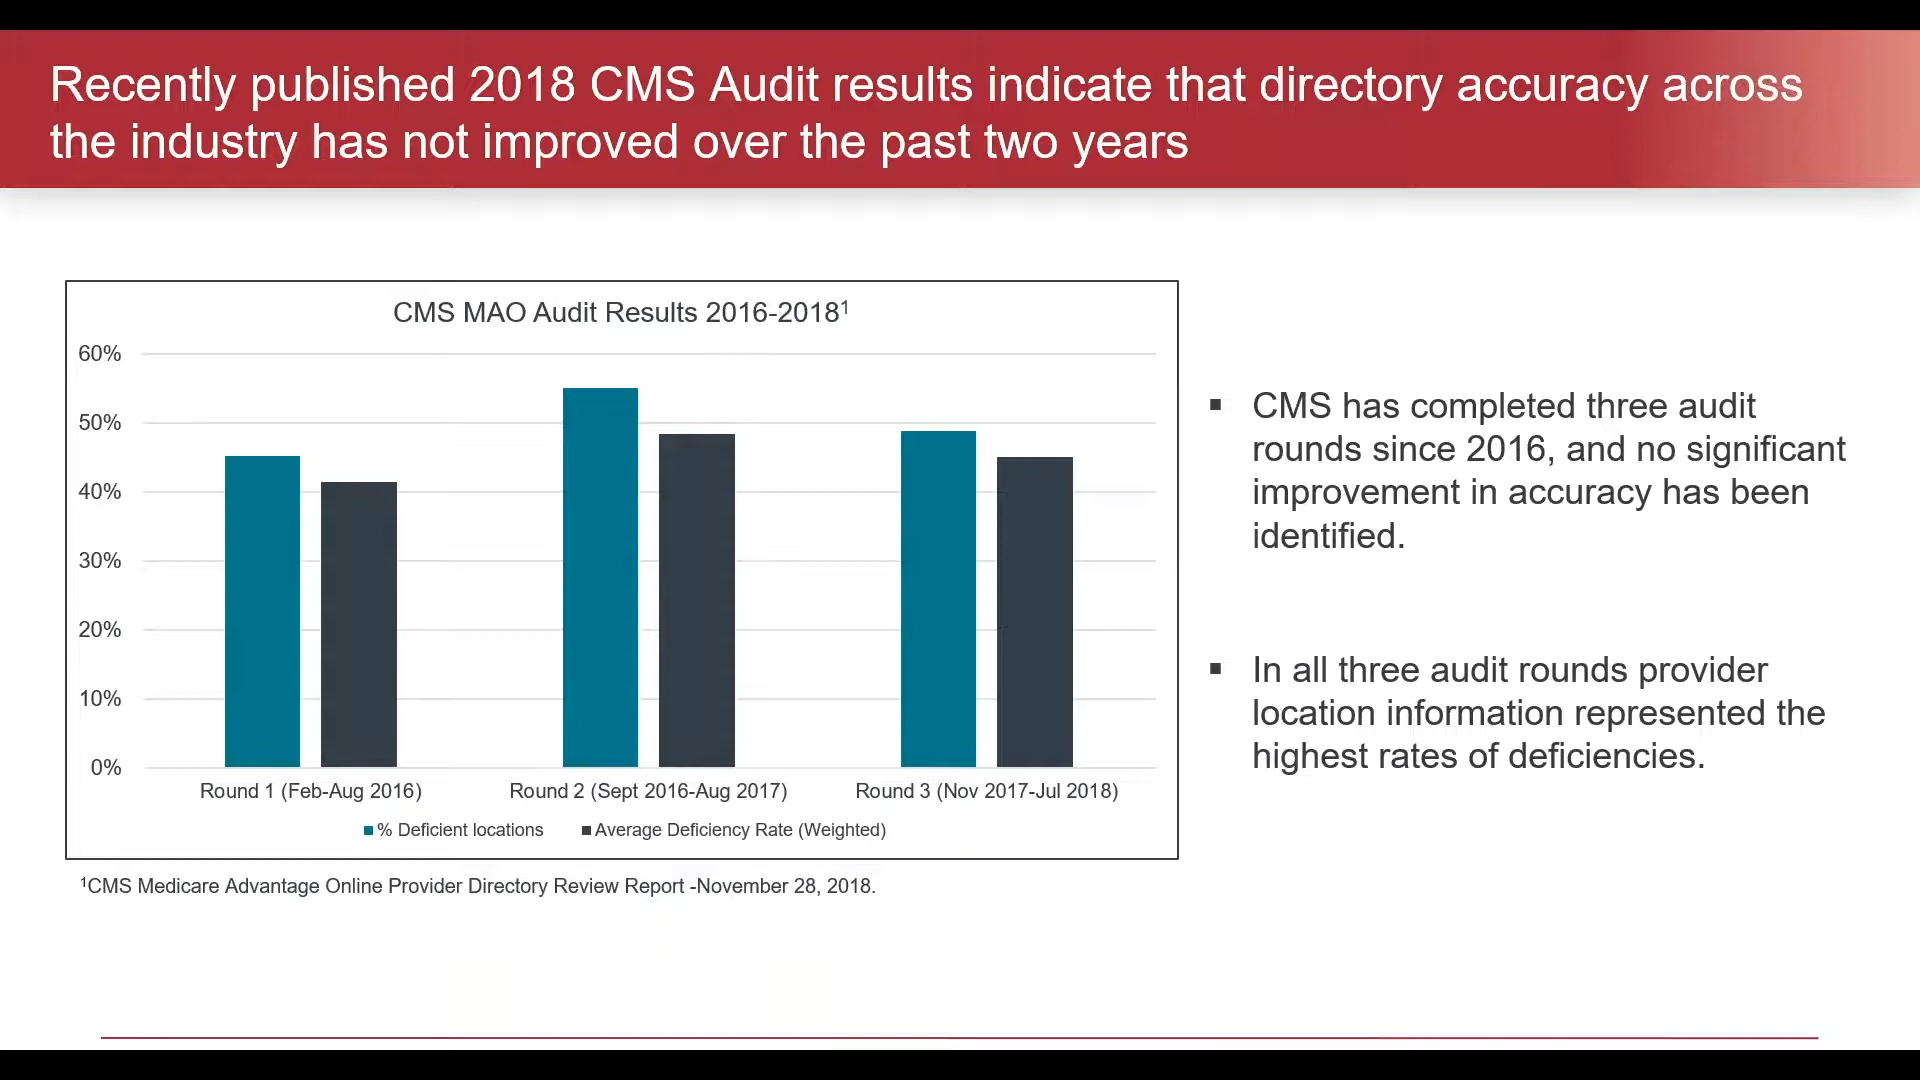 Recently published 2018 CMS Audit results indicate that directory accuracy across
the industry has not improved over the past two years
CMS MAO Audit Results 2016-2018¹
60%
50%
40%
30%
20%
10%
0%
Round 1 (Feb-Aug 2016)
Round 2 (Sept 2016-Aug 2017)
Round 3 (Nov 2017-Jul 2018)
% Deficient locations
Average Deficiency Rate (Weighted)
¹CMS Medicare Advantage Online Provider Directory Review Report -November 28, 2018.
▪ CMS has completed three audit
rounds since 2016, and no significant
improvement in accuracy has been
identified.
▪ In all three audit rounds provider
location information represented the
highest rates of deficiencies.